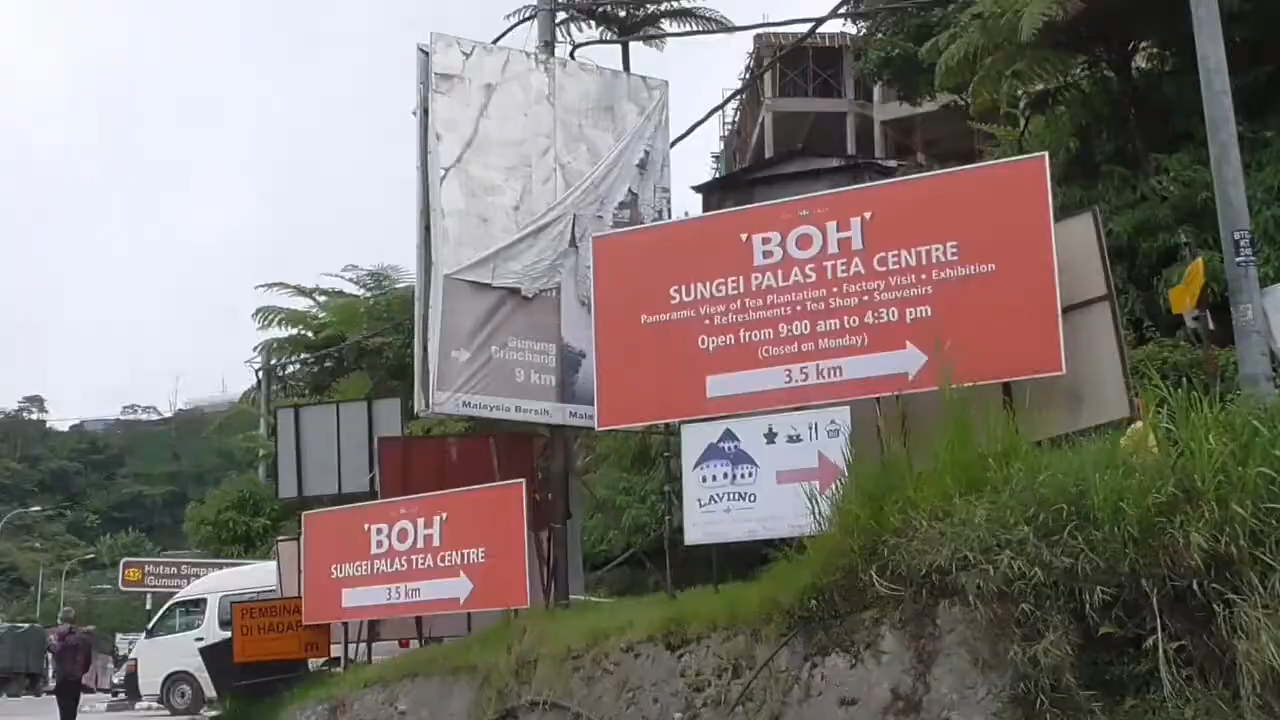 Gunung
Brinchang
9 km
Malaysia Bersih,
BOH
SUNGEI PALAS TEA CENTRE
Panoramic View of Tea Plantation • Factory Visit • Exhibition
• Refreshments • Tea Shop • Souvenirs
Open from 9:00 am to 4:30 pm
(Closed on Monday)
3.5 km
LAVIINO
BOH
SUNGEI PALAS TEA CENTRE
3.5 km
Hutan Simpan
(Gunung
PEMBINA
DI HADAPAN
m